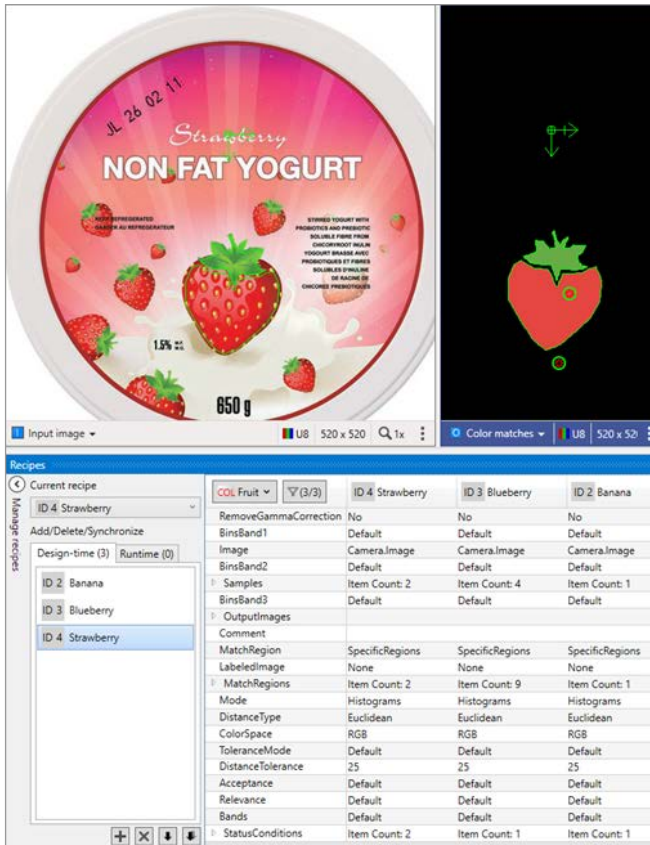 JL 26 02 11
Strawberry
NON FAT YOGURT
KEEP REFRIGERATED
GARDER AU REFRIGERATEUR
STIRRED YOGURT WITH
PROBIOTICS AND PREBIOTIC
SOLUBLE FIBRE FROM
CHICORYROOT INULIN
YOGOURT BRASSE AVEC
PROBIOTIQUES ET FIBRES
SOLUBLES D'INULINE
DE RACINE DE
CHICOREE PREBIOTIQUES
1.5% M.F. M.G.
650 g
Input image U8 520 x 520 1x
Color matches U8 520 x 52
Recipes
Manage recipes
Current recipe
ID 4 Strawberry
Add/Delete/Synchronize
Design-time (3) Runtime (0)
ID 2 Banana
ID 3 Blueberry
ID 4 Strawberry
COL Fruit (3/3) ID 4 Strawberry ID 3 Blueberry ID 2 Banana
RemoveGammaCorrection No No No
BinsBand1 Default Default Default
Image Camera.Image Camera.Image Camera.Image
BinsBand2 Default Default Default
Samples Item Count: 2 Item Count: 4 Item Count: 1
BinsBand3 Default Default Default
OutputImages
Comment
MatchRegion SpecificRegions SpecificRegions SpecificRegions
LabeledImage None None None
MatchRegions Item Count: 2 Item Count: 9 Item Count: 1
Mode Histograms Histograms Histograms
DistanceType Euclidean Euclidean Euclidean
ColorSpace RGB RGB RGB
ToleranceMode Default Default Default
DistanceTolerance 25 25 25
Acceptance Default Default Default
Relevance Default Default Default
Bands Default Default Default
StatusConditions Item Count: 2 Item Count: 1 Item Count: 1